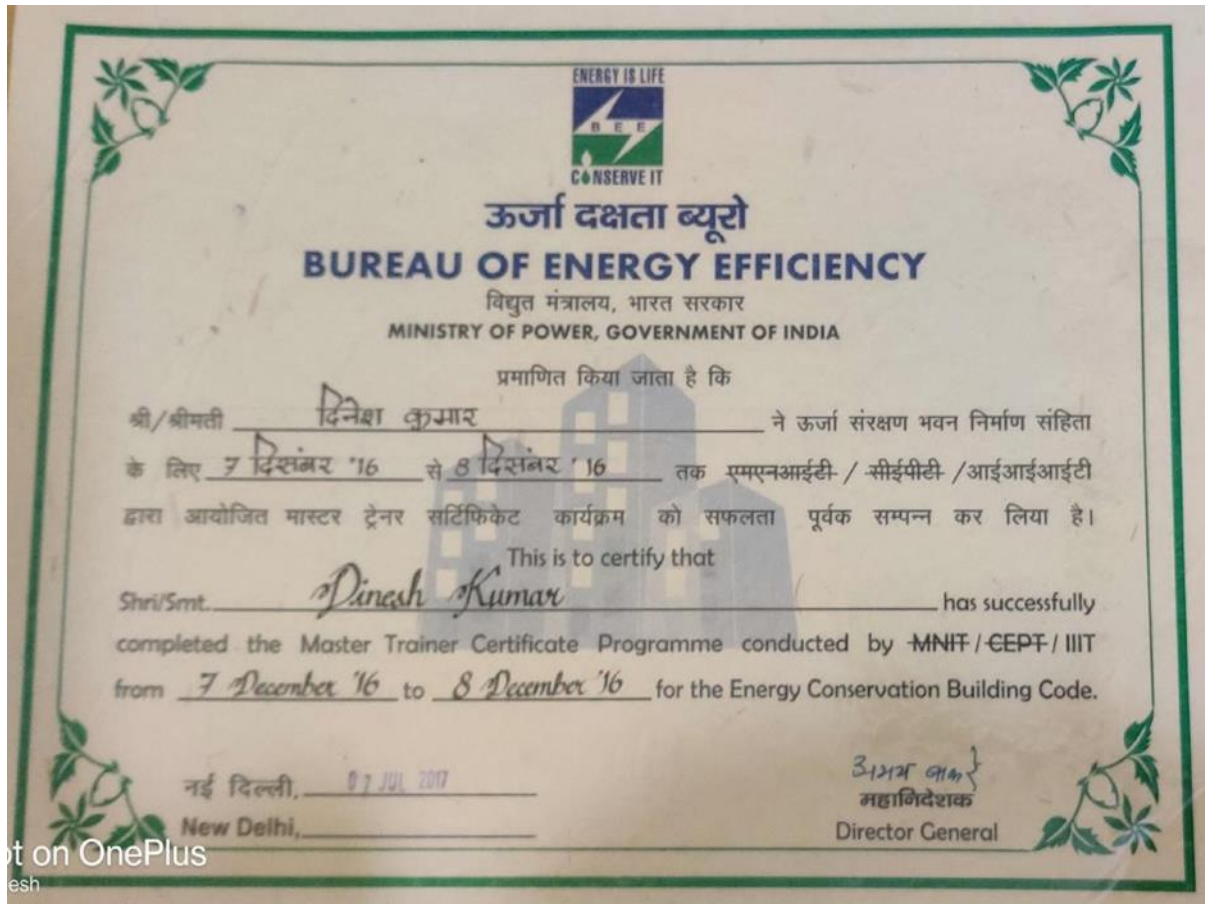 ENERGY IS LIFE
BEE
CONSERVE IT
ऊर्जा दक्षता ब्यूरो
BUREAU OF ENERGY EFFICIENCY
विद्युत मंत्रालय, भारत सरकार
MINISTRY OF POWER, GOVERNMENT OF INDIA
प्रमाणित किया जाता है कि
श्री/श्रीमती दिनेश कुमार ने ऊर्जा संरक्षण भवन निर्माण संहिता
के लिए 7 दिसंबर '16 से 8 दिसंबर '16 तक एमएनआईटी / सीईपीटी /आईआईआईटी
द्वारा आयोजित मास्टर ट्रेनर सर्टिफिकेट कार्यक्रम को सफलता पूर्वक सम्पन्न कर लिया है।
This is to certify that
Shri/Smt. Dinesh Kumar has successfully
completed the Master Trainer Certificate Programme conducted by MNIT / CEPT / IIIT
from 7 December '16 to 8 December '16 for the Energy Conservation Building Code.
नई दिल्ली, 07 JUL 2017
New Delhi,
अभय बाकरे
महानिदेशक
Director General
ot on OnePlus
esh